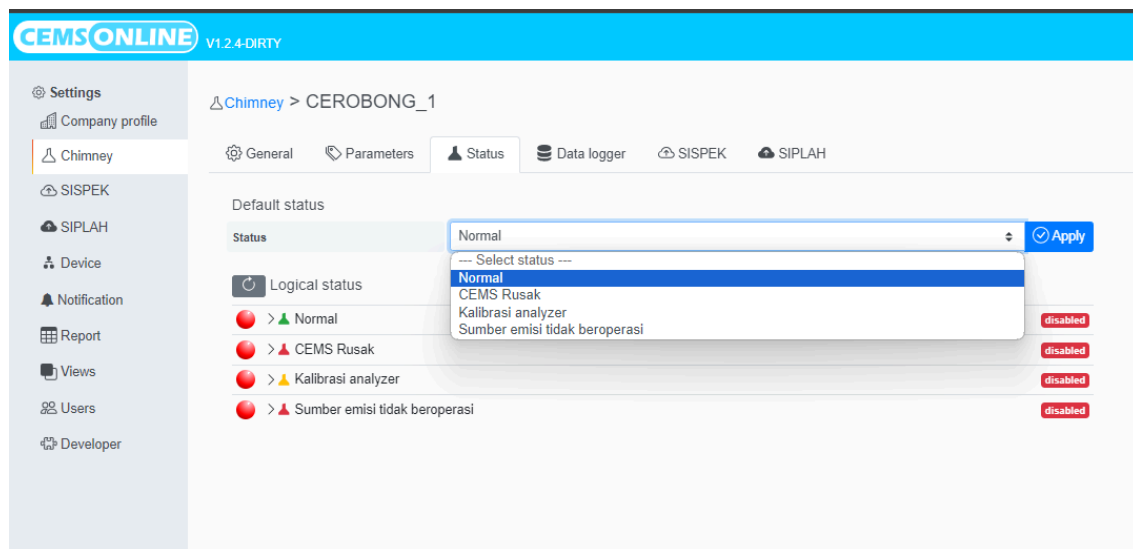 CEMSONLINE V1.2.4-DIRTY
Settings
Company profile
Chimney
SISPEK
SIPLAH
Device
Notification
Report
Views
Users
Developer
Chimney > CEROBONG_1
General Parameters Status Data logger SISPEK SIPLAH
Default status
Status Normal Apply
--- Select status ---
Normal
CEMS Rusak
Kalibrasi analyzer
Sumber emisi tidak beroperasi
Logical status
> Normal disabled
> CEMS Rusak disabled
> Kalibrasi analyzer disabled
> Sumber emisi tidak beroperasi disabled